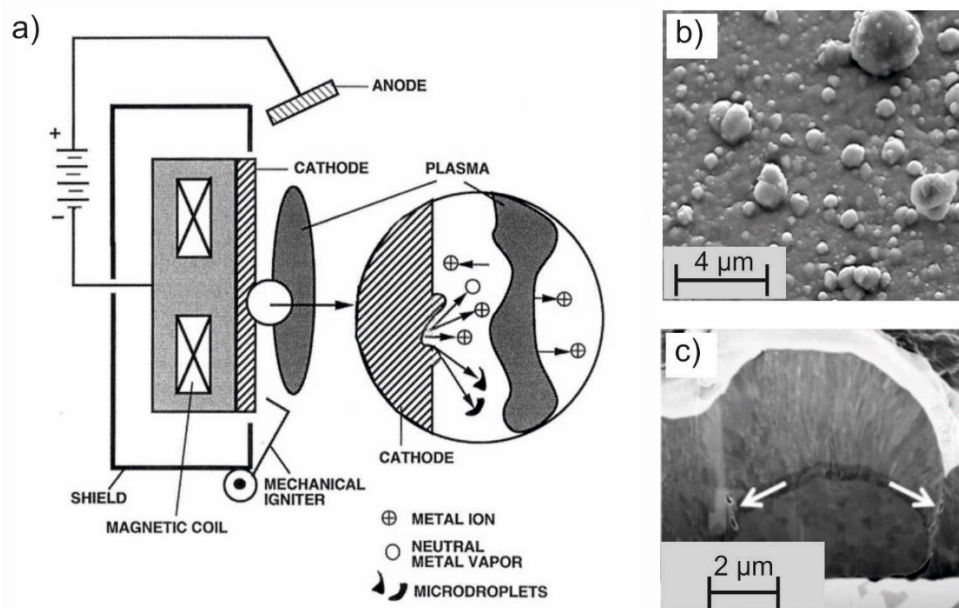 a)
ANODE
+
−
CATHODE
PLASMA
CATHODE
SHIELD
MECHANICAL
IGNITER
MAGNETIC COIL
METAL ION
NEUTRAL
METAL VAPOR
MICRODROPLETS
b)
4 µm
c)
2 µm